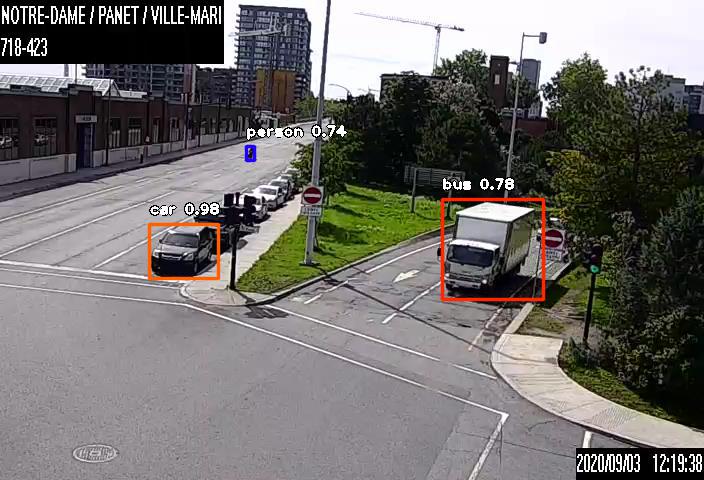 NOTRE-DAME / PANET / VILLE-MARI
718-423
person 0.74
bus 0.78
car 0.98
2020/09/03 12:19:38